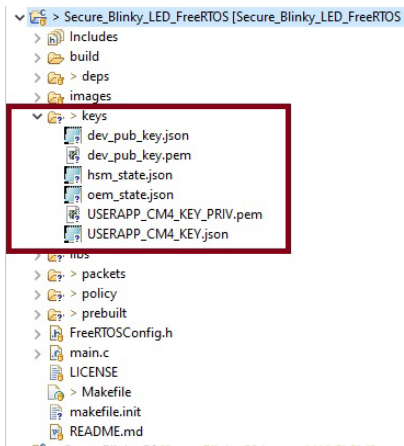 > Secure_Blinky_LED_FreeRTOS [Secure_Blinky_LED_FreeRTOS
> Includes
> build
> > deps
> images
> keys
dev_pub_key.json
dev_pub_key.pem
hsm_state.json
oem_state.json
USERAPP_CM4_KEY_PRIV.pem
USERAPP_CM4_KEY.json
> libs
> > packets
> > policy
> > prebuilt
> FreeRTOSConfig.h
> main.c
LICENSE
> Makefile
makefile.init
README.md